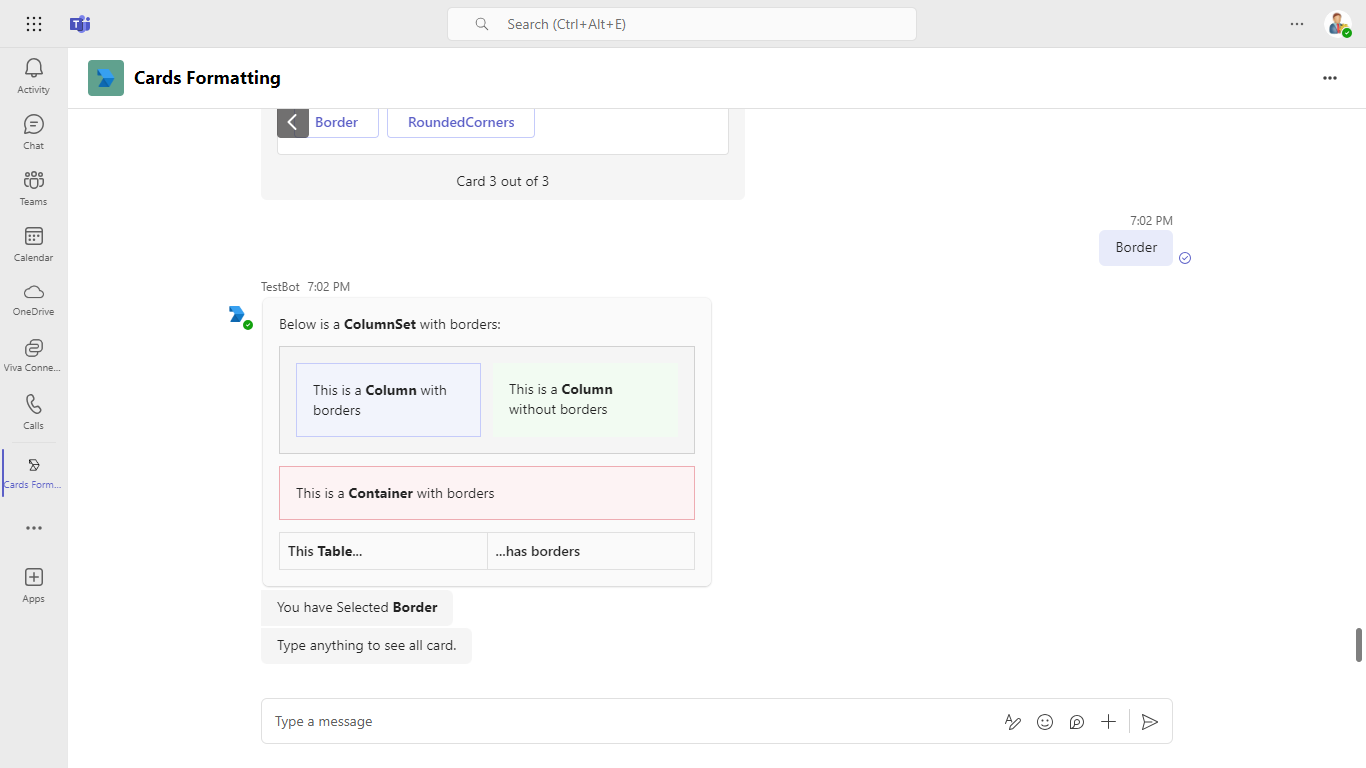 Search (Ctrl+Alt+E)
Activity
Chat
Teams
Calendar
OneDrive
Viva Conne...
Calls
Cards Form...
Apps
Cards Formatting
Border
RoundedCorners
Card 3 out of 3
7:02 PM
Border
TestBot 7:02 PM
Below is a ColumnSet with borders:
This is a Column with
borders
This is a Column
without borders
This is a Container with borders
This Table...
...has borders
You have Selected Border
Type anything to see all card.
Type a message